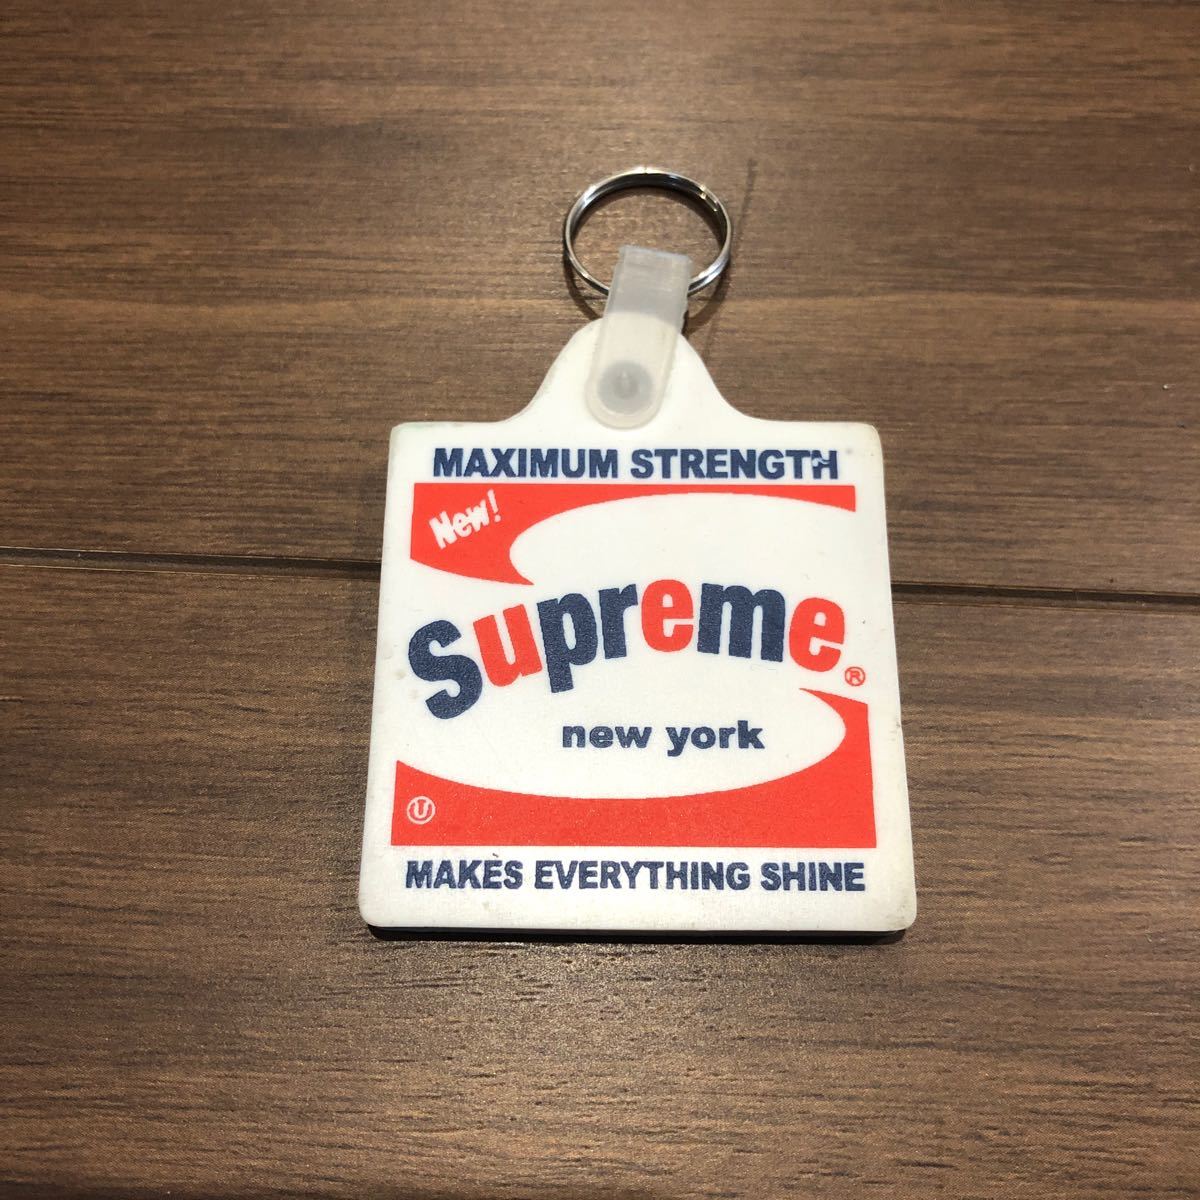 MAXIMUM STRENGTH
New!
Supreme®
new york
Ⓤ
MAKES EVERYTHING SHINE